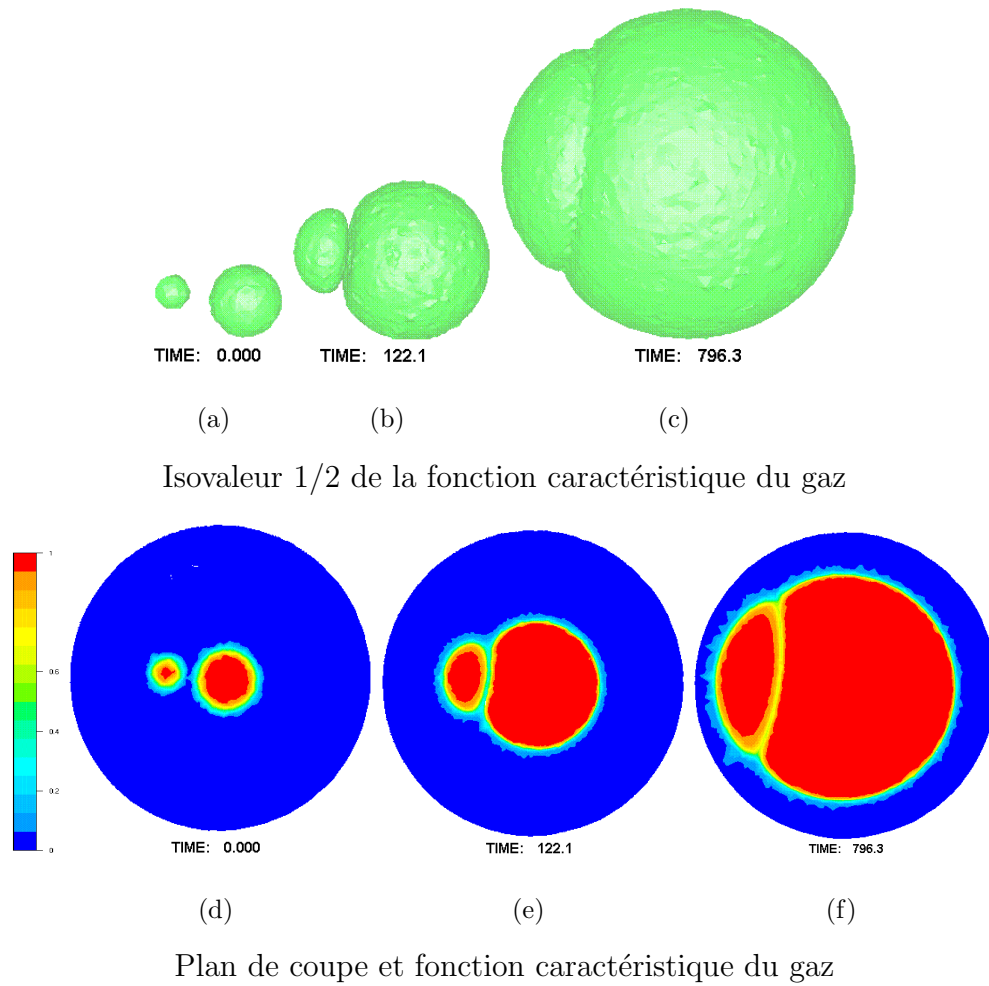 TIME: 0.000
TIME: 122.1
TIME: 796.3
(a)
(b)
(c)
Isovaleur 1/2 de la fonction caractéristique du gaz
1
0.6
0.2
0
TIME: 0.000
TIME: 122.1
TIME: 796.3
(d)
(e)
(f)
Plan de coupe et fonction caractéristique du gaz